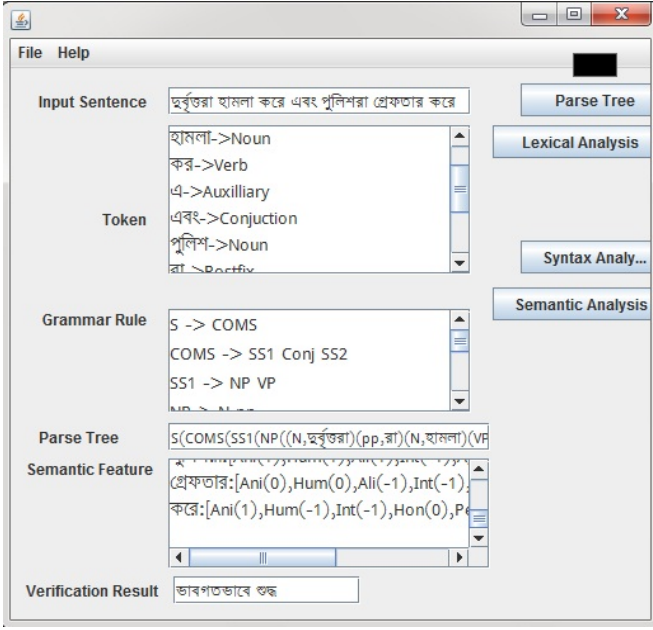 File Help
Input Sentence
দুর্বৃত্তরা হামলা করে এবং পুলিশরা গ্রেফতার করে
Parse Tree
Lexical Analysis
Token
হামলা->Noun
কর->Verb
এ->Auxilliary
এবং->Conjuction
পুলিশ->Noun
রা->Postfix
Syntax Analy...
Semantic Analysis
Grammar Rule
S -> COMS
COMS -> SS1 Conj SS2
SS1 -> NP VP
NP -> N pp
Parse Tree
S(COMS(SS1(NP((N,দুর্বৃত্তরা)(pp,রা)(N,হামলা)(VP
Semantic Feature
গ্রেফতার:[Ani(0),Hum(0),Ali(-1),Int(-1),
করে:[Ani(1),Hum(-1),Int(-1),Hon(0),Pe
Verification Result
ভাবগতভাবে শুদ্ধ